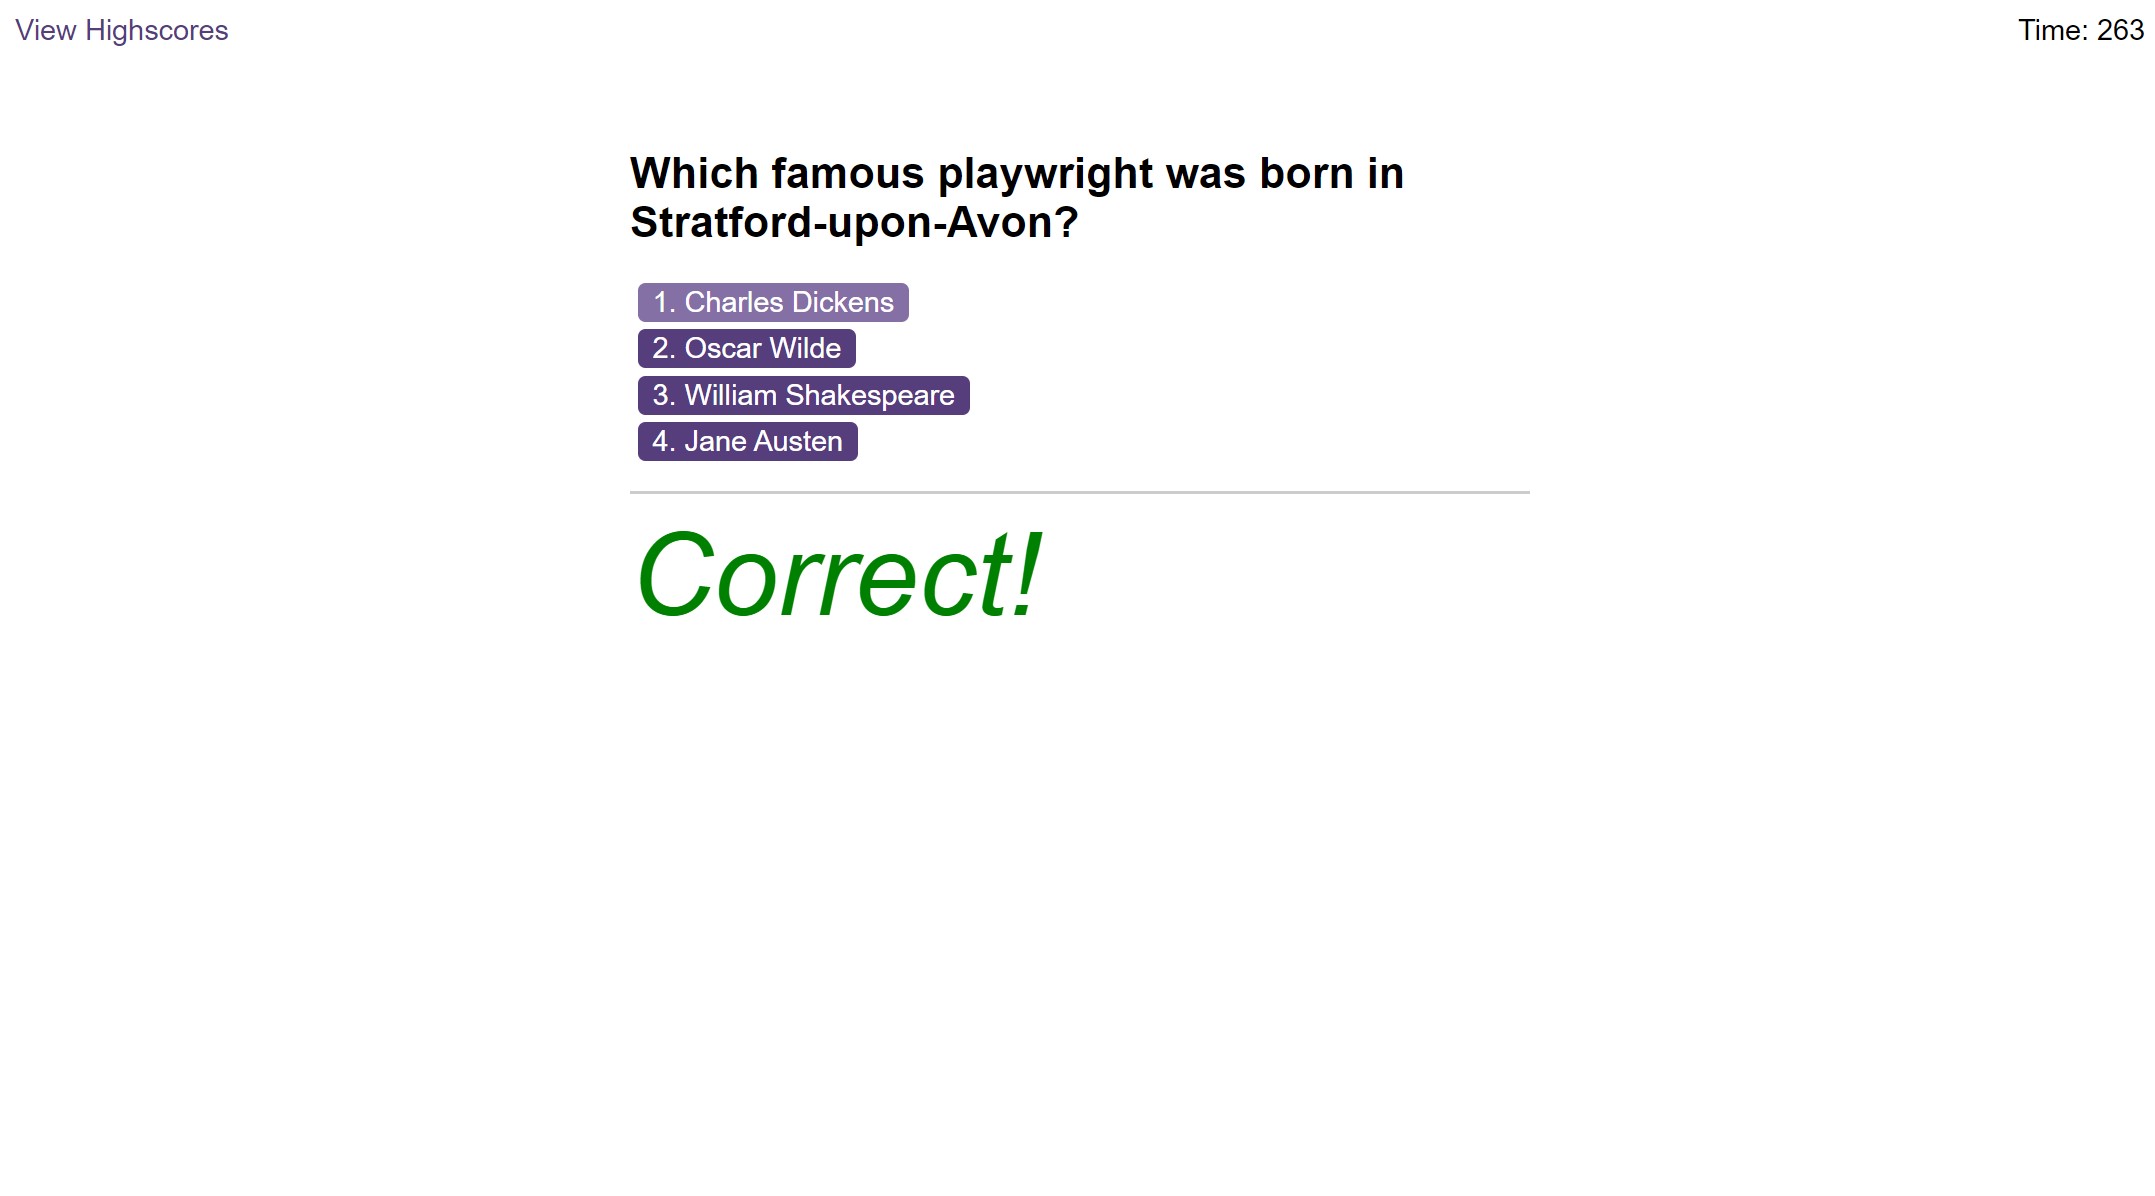 View Highscores
Time: 263
Which famous playwright was born in
Stratford-upon-Avon?
1. Charles Dickens
2. Oscar Wilde
3. William Shakespeare
4. Jane Austen
Correct!